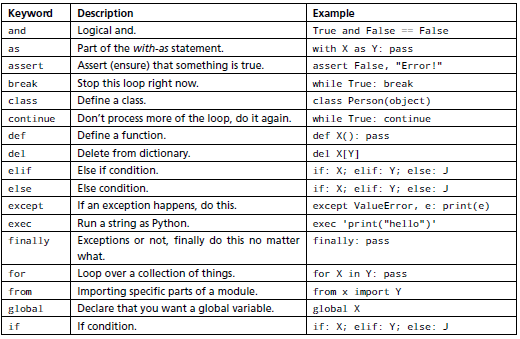 Keyword Description Example
and Logical and. True and False == False
as Part of the with-as statement. with X as Y: pass
assert Assert (ensure) that something is true. assert False, "Error!"
break Stop this loop right now. while True: break
class Define a class. class Person(object)
continue Don't process more of the loop, do it again. while True: continue
def Define a function. def X(): pass
del Delete from dictionary. del X[Y]
elif Else if condition. if: X; elif: Y; else: J
else Else condition. if: X; elif: Y; else: J
except If an exception happens, do this. except ValueError, e: print(e)
exec Run a string as Python. exec 'print("hello")'
finally Exceptions or not, finally do this no matter finally: pass
what.
for Loop over a collection of things. for X in Y: pass
from Importing specific parts of a module. from x import Y
global Declare that you want a global variable. global X
if If condition. if: X; elif: Y; else: J